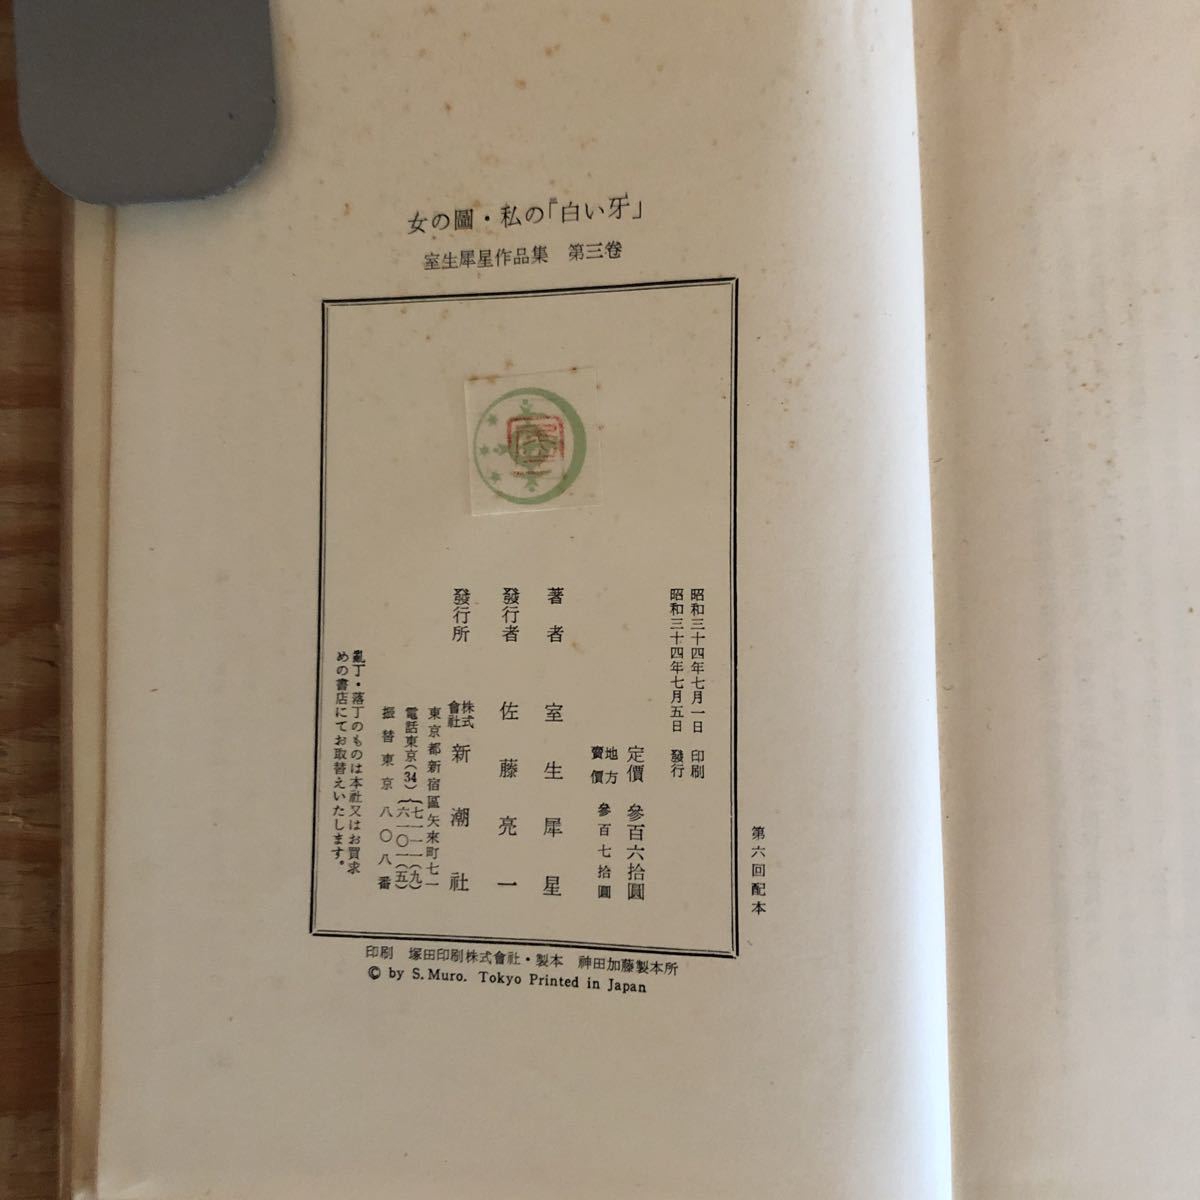 女の圖・私の「白い牙」
室生犀星作品集　第三卷
第六回配本
昭和三十四年七月一日　印刷
昭和三十四年七月五日　發行
定價　參百六拾圓
地方賣價　參百七拾圓
著者　室生犀星
發行者　佐藤亮一
發行所　株式會社　新潮社
東京都新宿區矢來町七一
電話東京(34){七一一一(九)
六一〇一(五)
振替東京　八〇八番
亂丁・落丁のものは本社又はお買求
めの書店にてお取替えいたします。
印刷　塚田印刷株式會社・製本　神田加藤製本所
© by S. Muro. Tokyo Printed in Japan